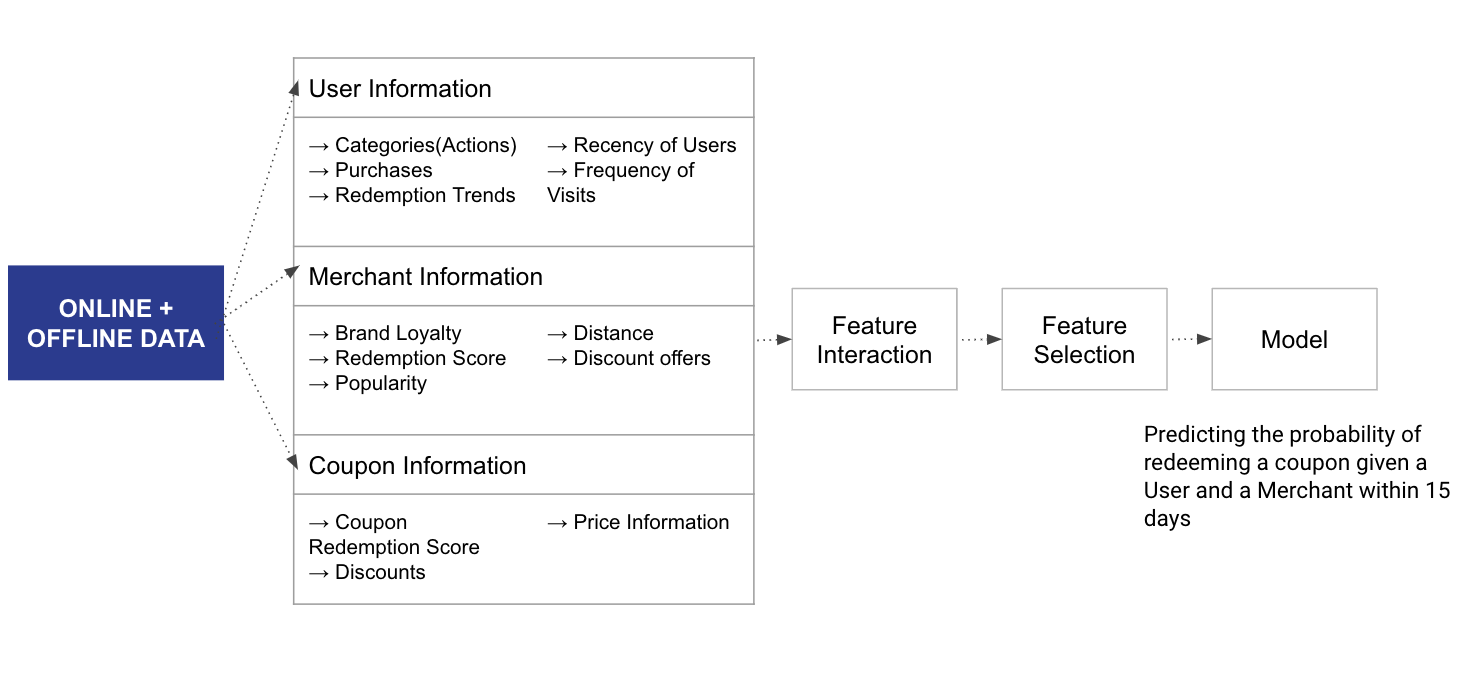 User Information
→ Categories(Actions)
→ Purchases
→ Redemption Trends
→ Recency of Users
→ Frequency of
Visits
ONLINE +
OFFLINE DATA
Merchant Information
→ Brand Loyalty
→ Redemption Score
→ Popularity
→ Distance
→ Discount offers
Coupon Information
→ Coupon
Redemption Score
→ Discounts
→ Price Information
Feature
Interaction
Feature
Selection
Model
Predicting the probability of
redeeming a coupon given a
User and a Merchant within 15
days